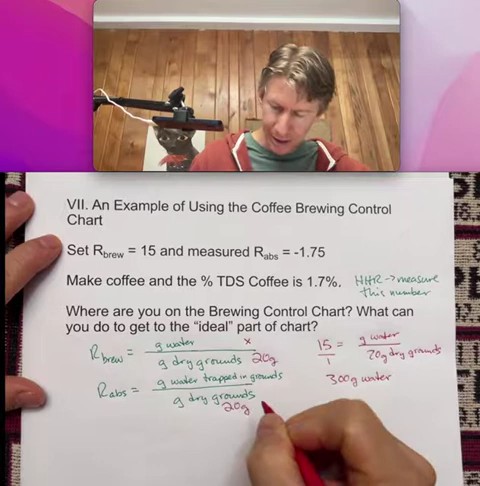 VII. An Example of Using the Coffee Brewing Control
Chart
Set Rbrew = 15 and measured Rabs = -1.75
Make coffee and the % TDS Coffee is 1.7%.
this number
Where are you on the Brewing Control Chart? What can
you do to get to the "ideal" part of chart?
Rbrew = g water x
g dry grounds 20g
Rabs = g water trapped in grounds
g dry grounds
20g
15 = g water
1 20g dry grounds
300g water